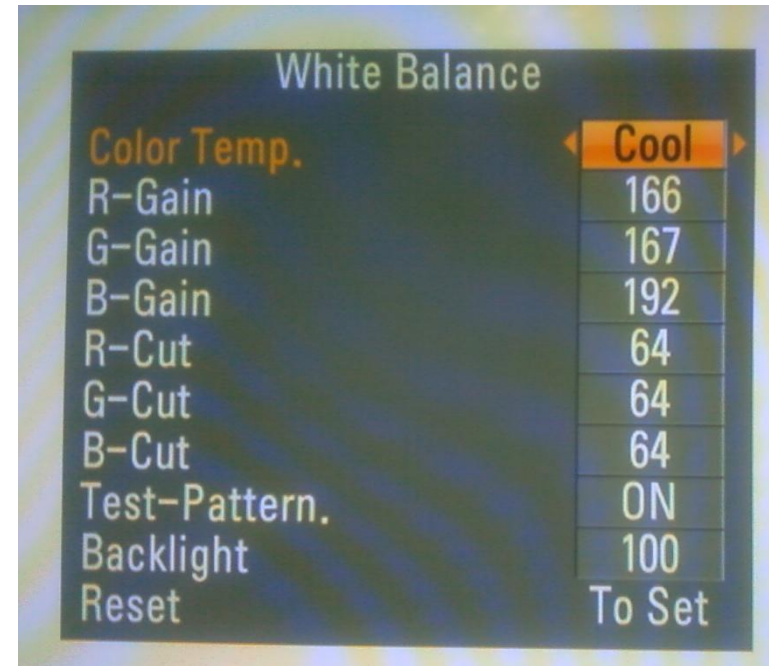 White Balance
Color Temp. Cool
R-Gain 166
G-Gain 167
B-Gain 192
R-Cut 64
G-Cut 64
B-Cut 64
Test-Pattern. ON
Backlight 100
Reset To Set